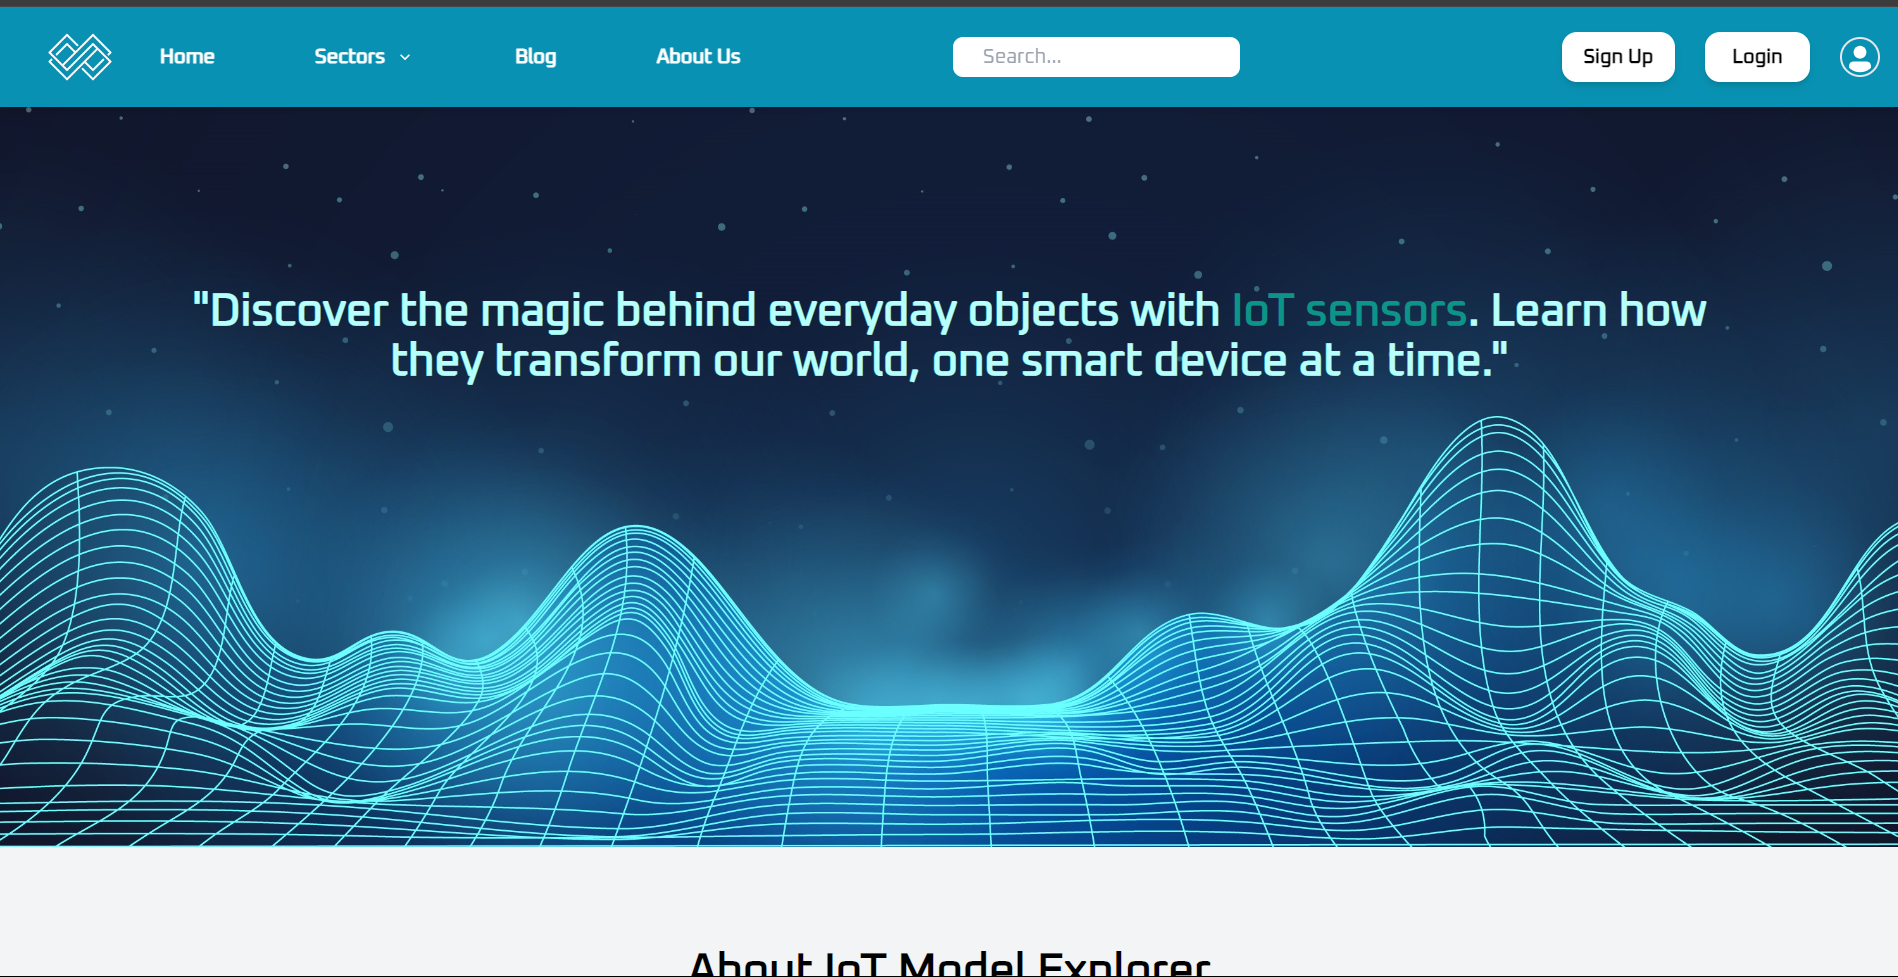 Home
Sectors
Blog
About Us
Search...
Sign Up
Login
"Discover the magic behind everyday objects with IoT sensors. Learn how
they transform our world, one smart device at a time."
About IoT Model Explorer